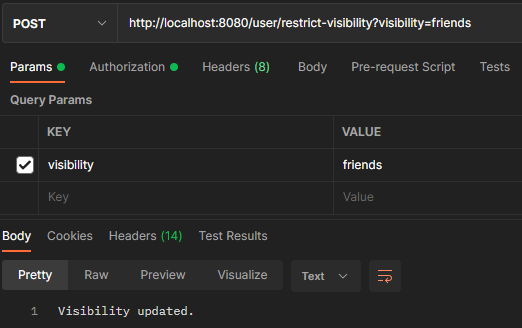 POST http://localhost:8080/user/restrict-visibility?visibility=friends
Params Authorization Headers (8) Body Pre-request Script Tests
Query Params
KEY VALUE
visibility friends
Key Value
Body Cookies Headers (14) Test Results
Pretty Raw Preview Visualize Text
1 Visibility updated.